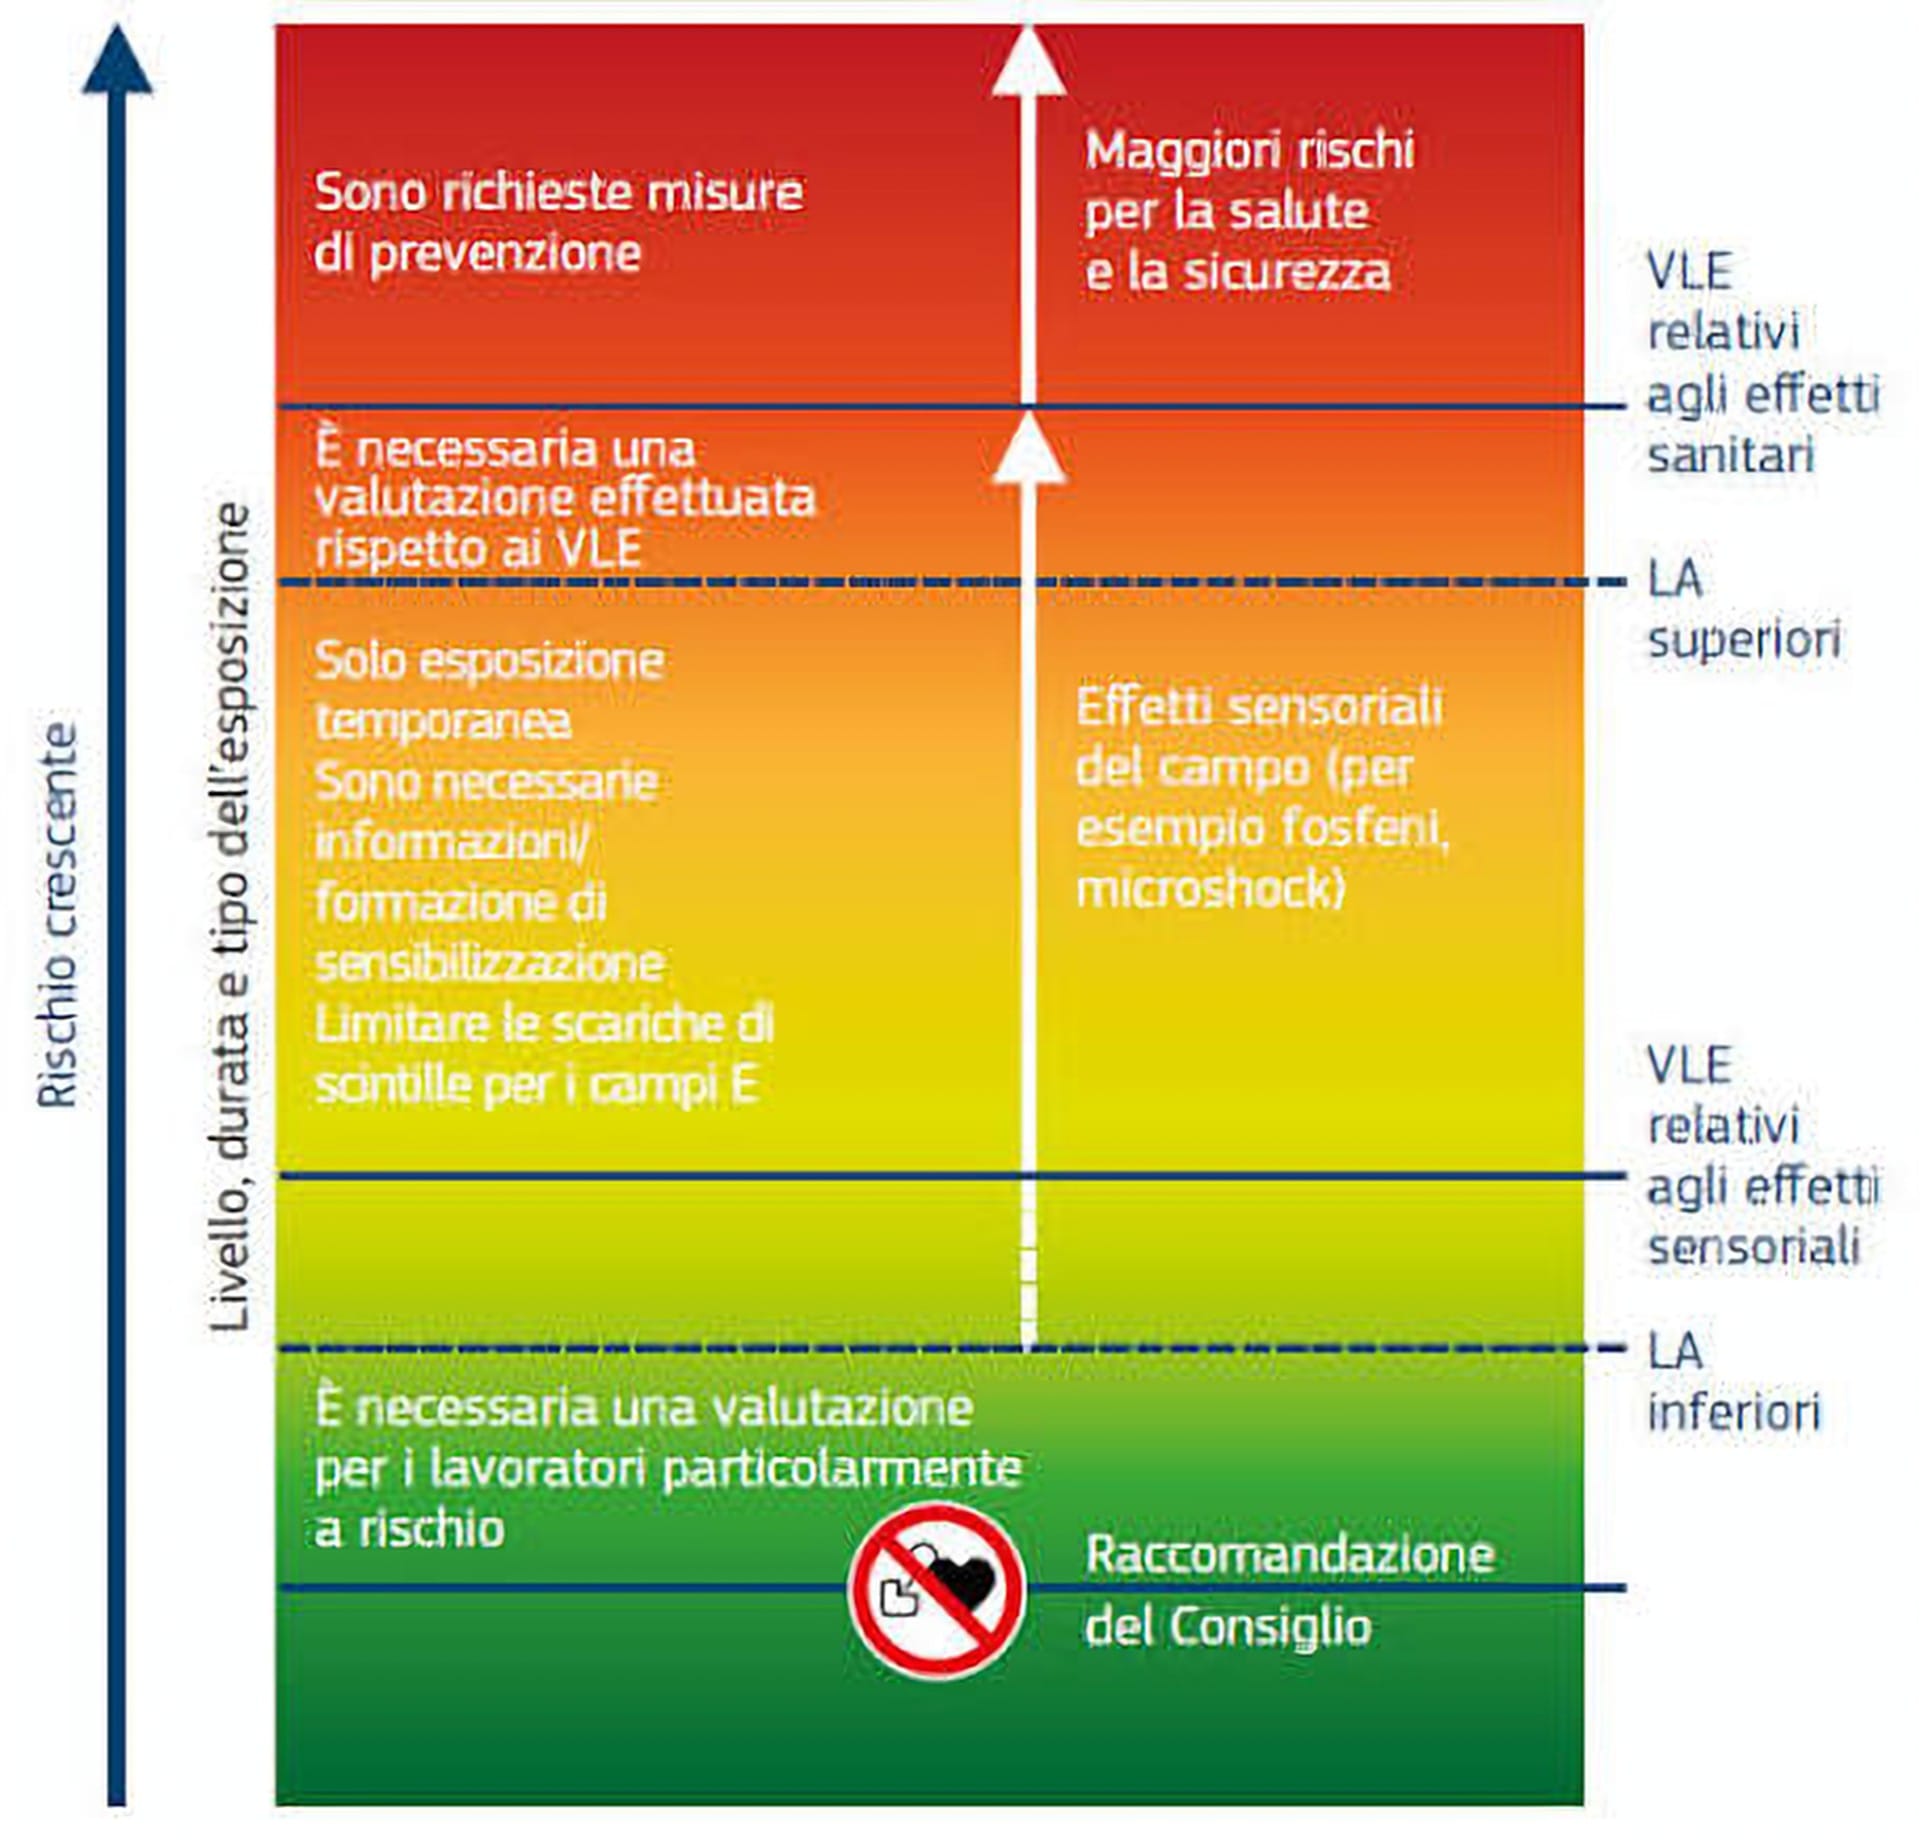 Rischio crescente
Livello, durata e tipo dell'esposizione
Sono richieste misure
di prevenzione
Maggiori rischi
per la salute
e la sicurezza
VLE
relativi
agli effetti
sanitari
È necessaria una
valutazione effettuata
rispetto ai VLE
LA
superiori
Solo esposizione
temporanea
Sono necessarie
informazioni/
formazione di
sensibilizzazione
Limitare le scariche di
scintille per i campi E
Effetti sensoriali
del campo (per
esempio fosfeni,
microshock)
VLE
relativi
agli effetti
sensoriali
LA
inferiori
È necessaria una valutazione
per i lavoratori particolarmente
a rischio
Raccomandazione
del Consiglio